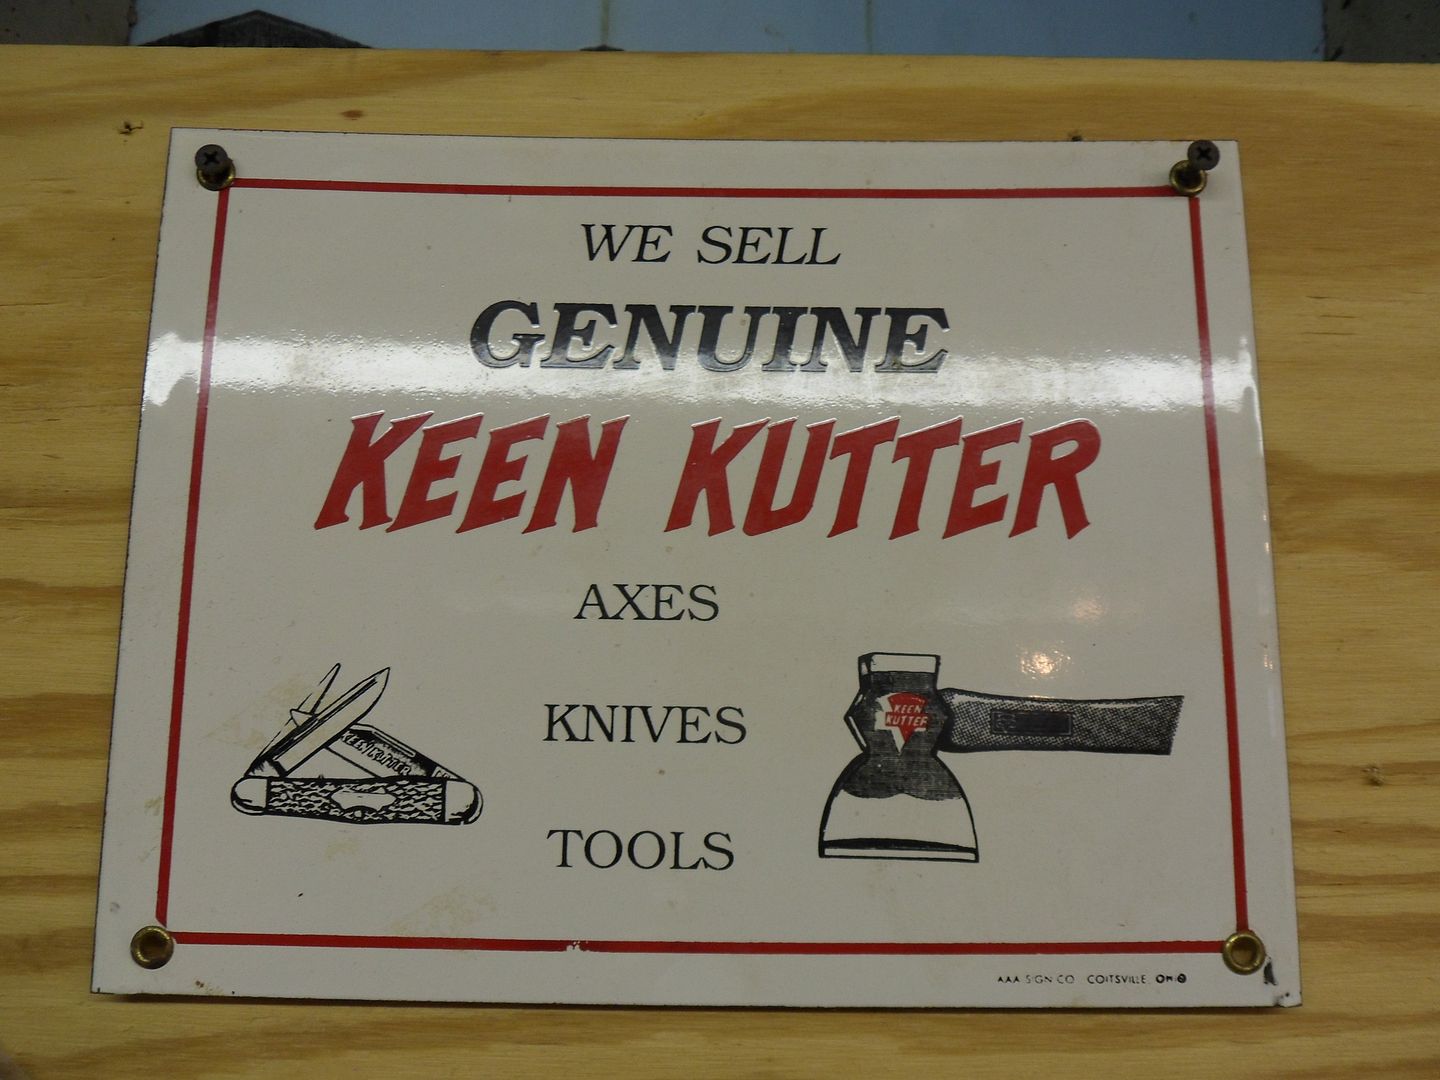 WE SELL
GENUINE
KEEN KUTTER
AXES
KNIVES
TOOLS
KEEN KUTTER
KEEN
KUTTER
AAA SIGN CO COITSVILLE, OHIO